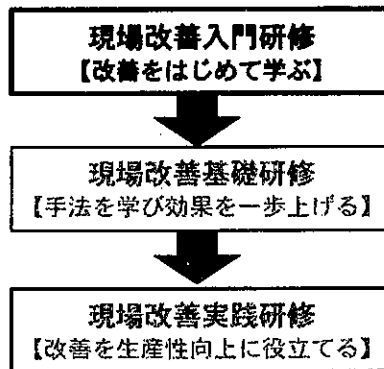 現場改善入門研修
【改善をはじめて学ぶ】
現場改善基礎研修
【手法を学び効果を一歩上げる】
現場改善実践研修
【改善を生産性向上に役立てる】